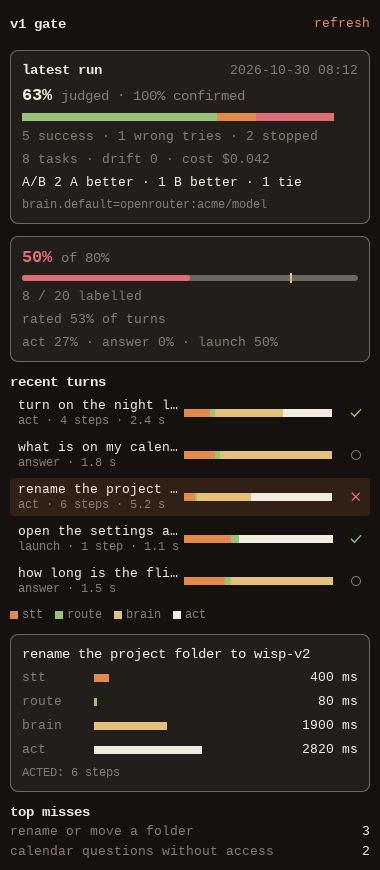 v1 gate refresh
latest run 2026-10-30 08:12
63% judged · 100% confirmed
5 success · 1 wrong tries · 2 stopped
8 tasks · drift 0 · cost $0.042
A/B 2 A better · 1 B better · 1 tie
brain.default=openrouter:acme/model
50% of 80%
8 / 20 labelled
rated 53% of turns
act 27% · answer 0% · launch 50%
recent turns
turn on the night l…
act · 4 steps · 2.4 s
what is on my calen…
answer · 1.8 s
rename the project …
act · 6 steps · 5.2 s
open the settings a…
launch · 1 step · 1.1 s
how long is the fli…
answer · 1.5 s
stt route brain act
rename the project folder to wisp-v2
stt 400 ms
route 80 ms
brain 1900 ms
act 2820 ms
ACTED: 6 steps
top misses
rename or move a folder 3
calendar questions without access 2